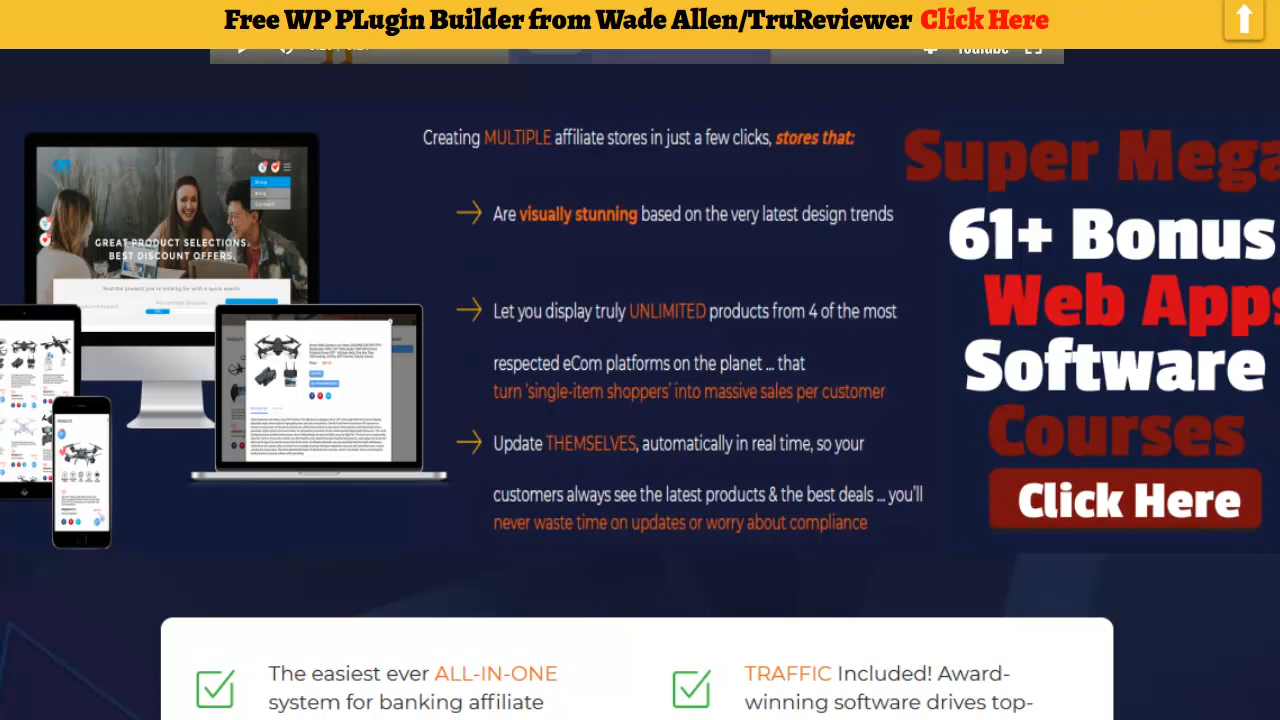 Free WP PLugin Builder from Wade Allen/TruReviewer Click Here
Creating MULTIPLE affiliate stores in just a few clicks, stores that:
Are visually stunning based on the very latest design trends
Let you display truly UNLIMITED products from 4 of the most
respected eCom platforms on the planet ... that
turn 'single-item shoppers' into massive sales per customer
Update THEMSELVES, automatically in real time, so your
customers always see the latest products & the best deals ... you'll
never waste time on updates or worry about compliance
GREAT PRODUCT SELECTIONS.
BEST DISCOUNT OFFERS.
Super Mega
61+ Bonus
Web Apps
Software
Courses
Click Here
The easiest ever ALL-IN-ONE
system for banking affiliate
TRAFFIC Included! Award-
winning software drives top-